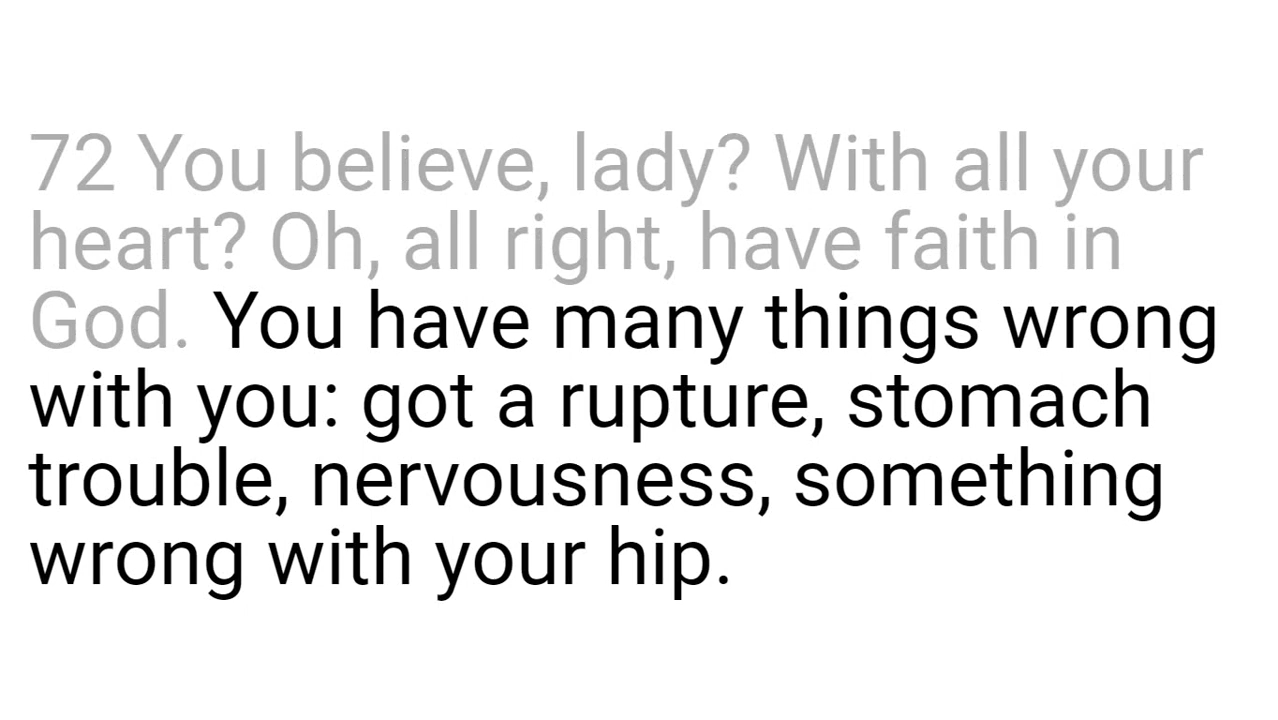 72 You believe, lady? With all your
heart? Oh, all right, have faith in
God. You have many things wrong
with you: got a rupture, stomach
trouble, nervousness, something
wrong with your hip.